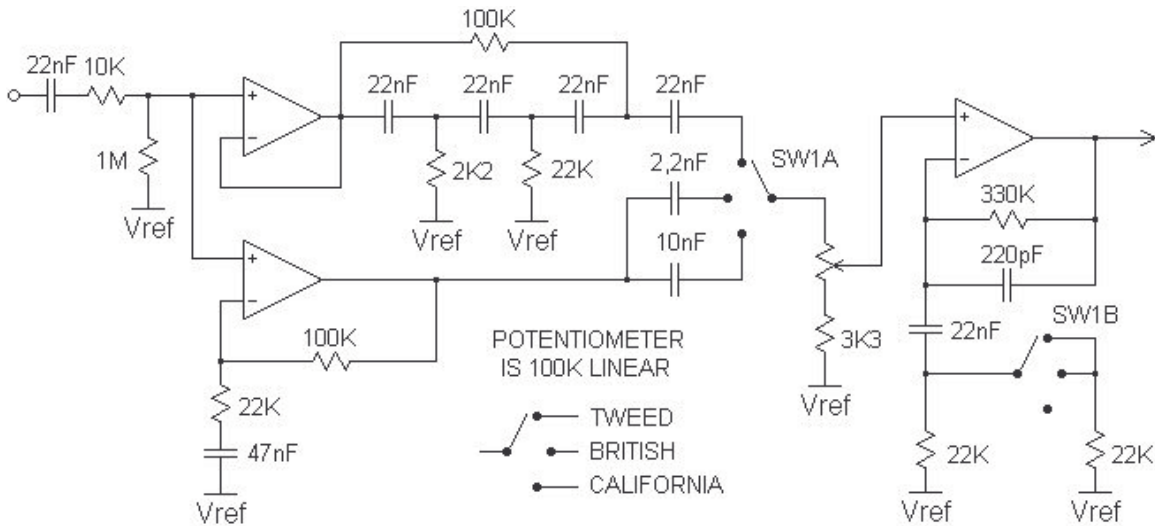 100K
22nF 10K
22nF 22nF 22nF 22nF
+
−
+
−
1M
2K2
22K
2,2nF
SW1A
330K
Vref
Vref Vref
10nF
220pF
+
−
100K
POTENTIOMETER
IS 100K LINEAR
3K3
22nF
SW1B
22K
TWEED
Vref
47nF
BRITISH
22K
22K
CALIFORNIA
Vref
Vref
Vref